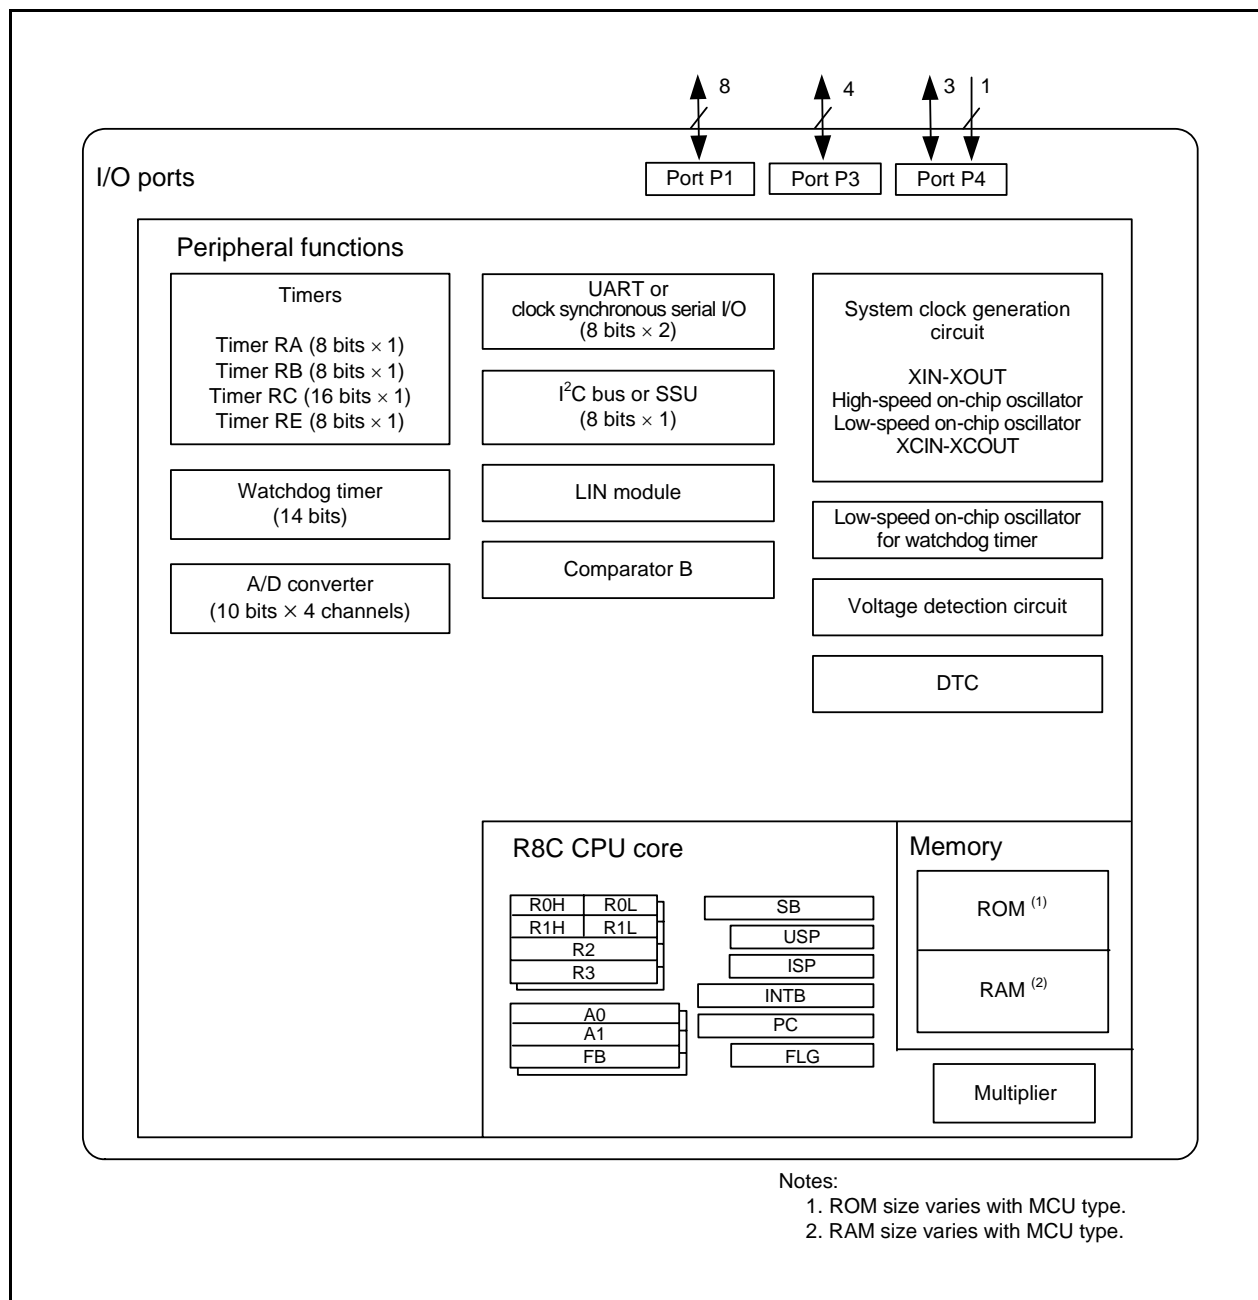 8
4
3
1
I/O ports
Port P1
Port P3
Port P4
Peripheral functions
Timers
Timer RA (8 bits × 1)
Timer RB (8 bits × 1)
Timer RC (16 bits × 1)
Timer RE (8 bits × 1)
Watchdog timer
(14 bits)
A/D converter
(10 bits × 4 channels)
UART or
clock synchronous serial I/O
(8 bits × 2)
I²C bus or SSU
(8 bits × 1)
LIN module
Comparator B
System clock generation
circuit
XIN-XOUT
High-speed on-chip oscillator
Low-speed on-chip oscillator
XCIN-XCOUT
Low-speed on-chip oscillator
for watchdog timer
Voltage detection circuit
DTC
R8C CPU core
R0H
R0L
R1H
R1L
R2
R3
A0
A1
FB
SB
USP
ISP
INTB
PC
FLG
Memory
ROM (1)
RAM (2)
Multiplier
Notes:
1. ROM size varies with MCU type.
2. RAM size varies with MCU type.